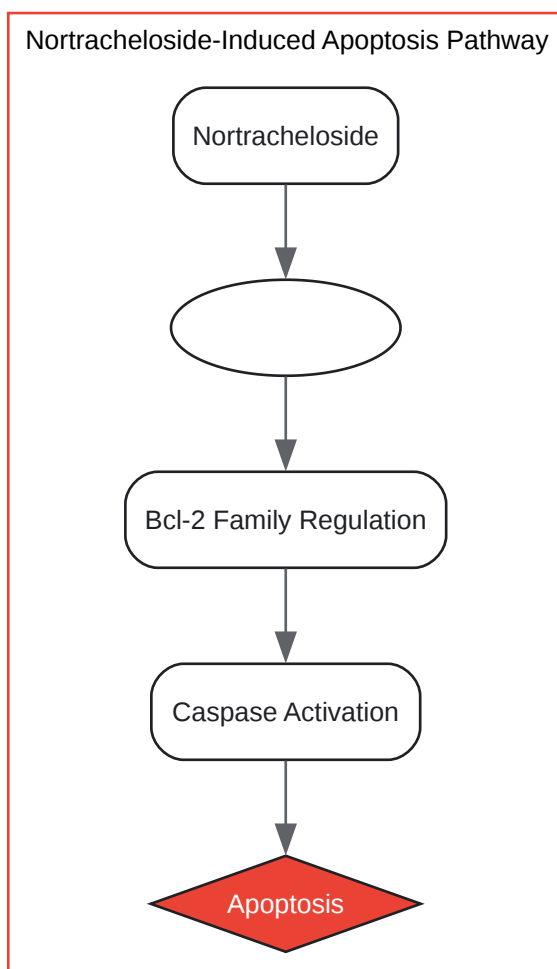 Nortracheloside-Induced Apoptosis Pathway
Nortracheloside
Bcl-2 Family Regulation
Caspase Activation
Apoptosis